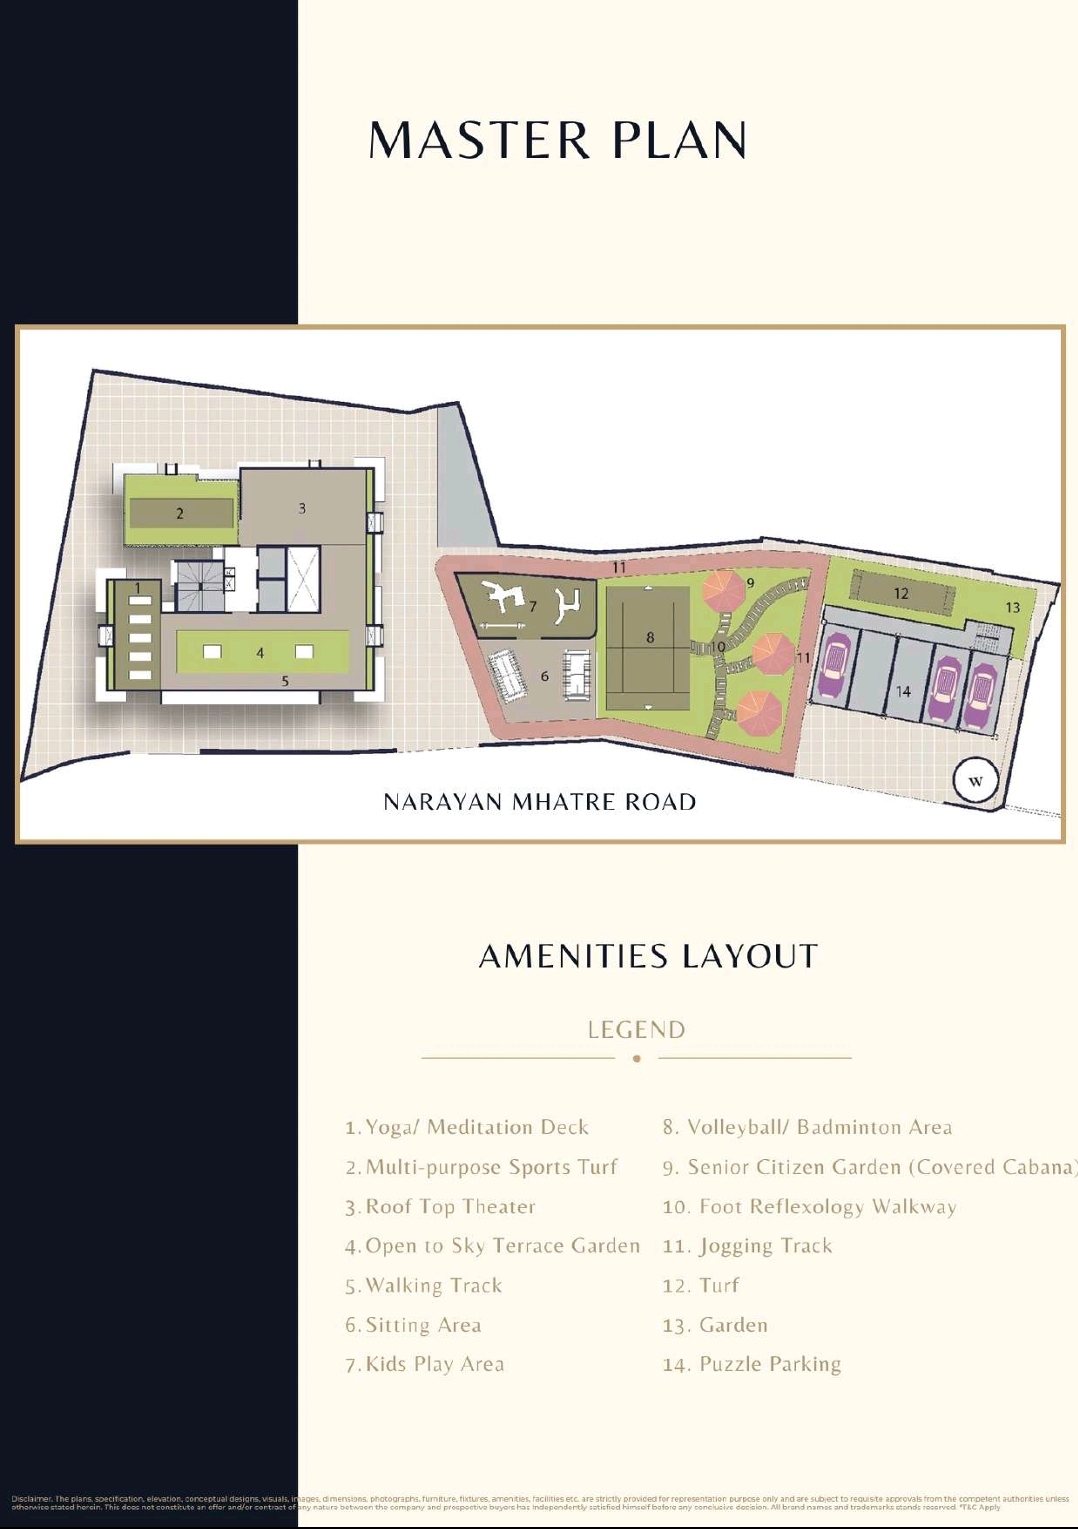 MASTER PLAN
2
3
1
4
5
11
7
6
8
9
10
11
12
13
14
W
NARAYAN MHATRE ROAD
AMENITIES LAYOUT
LEGEND
1. Yoga/ Meditation Deck
2. Multi-purpose Sports Turf
3. Roof Top Theater
4. Open to Sky Terrace Garden
5. Walking Track
6. Sitting Area
7. Kids Play Area
8. Volleyball/ Badminton Area
9. Senior Citizen Garden (Covered Cabana)
10. Foot Reflexology Walkway
11. Jogging Track
12. Turf
13. Garden
14. Puzzle Parking
Disclaimer. The plans, specification, elevation, conceptual designs, visuals, images, dimensions, photographs, furniture, fixtures, amenities, facilities etc. are strictly provided for representation purpose only and are subject to requisite approvals from the competent authorities unless
otherwise stated herein. This does not constitute an offer and/or contract of any nature between the company and prospective buyers has independently satisfied himself before any conclusive decision. All brand names and trademarks stands reserved. *T&C Apply